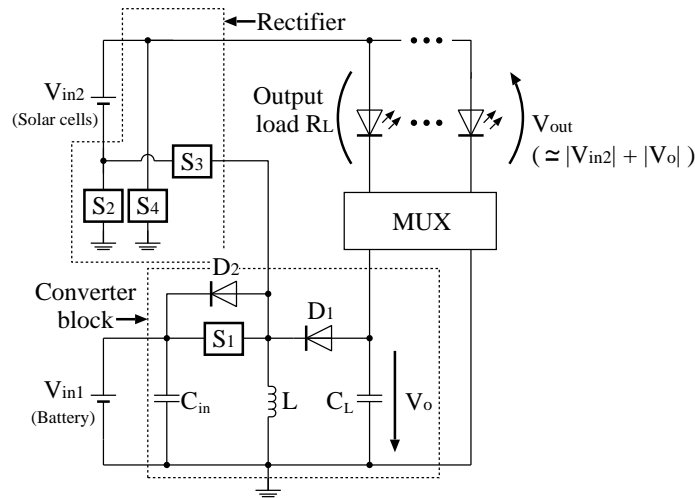 Rectifier
Vin2
(Solar cells)
Output
load RL
Vout
( ≃ |Vin2| + |Vo| )
S3
S2
S4
MUX
Converter
block
D2
D1
S1
Vin1
(Battery)
Cin
L
CL
Vo